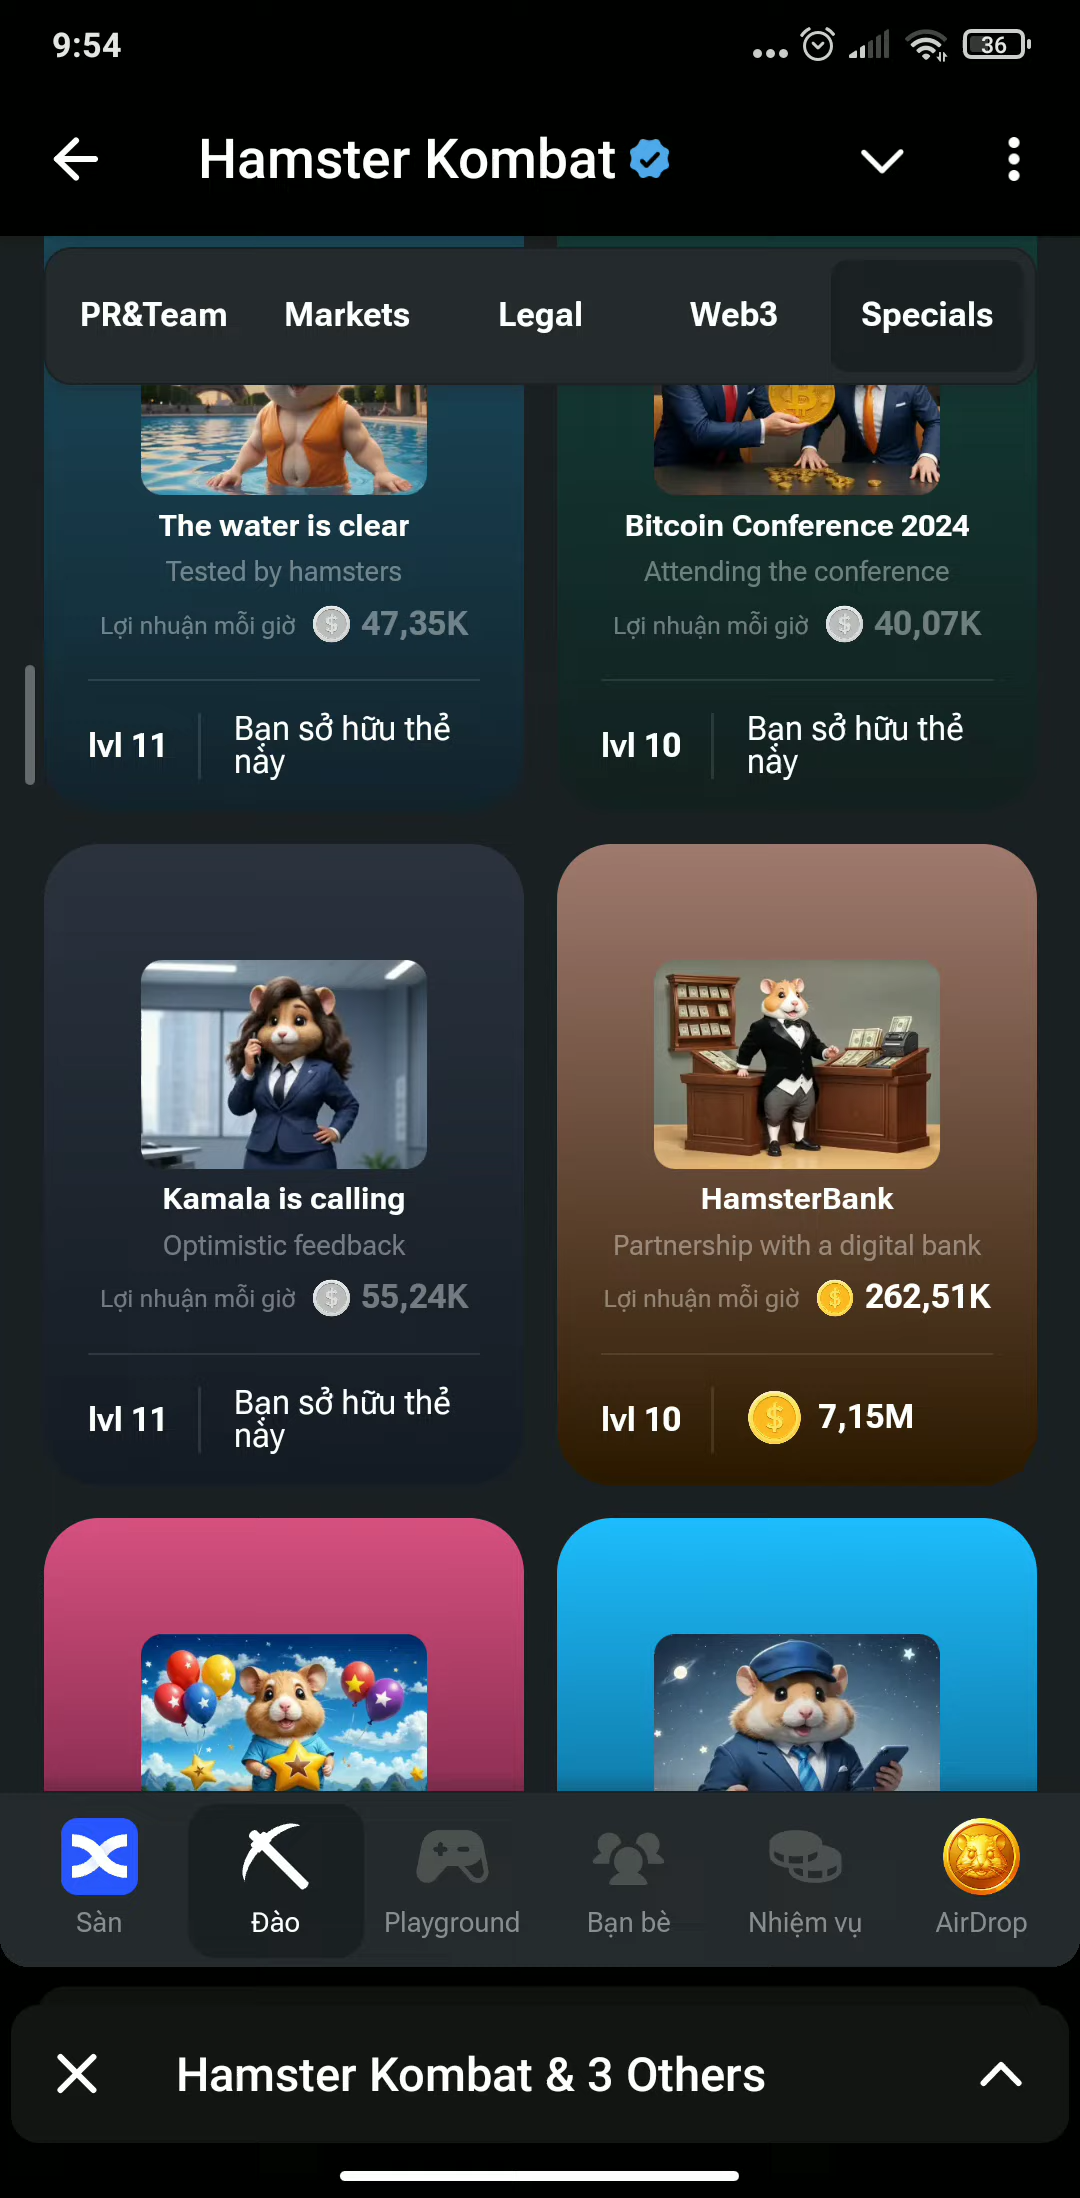 9:54
36
Hamster Kombat
PR&Team Markets Legal Web3 Specials
The water is clear
Tested by hamsters
Lợi nhuận mỗi giờ 47,35K
lvl 11
Bạn sở hữu thẻ
này
Bitcoin Conference 2024
Attending the conference
Lợi nhuận mỗi giờ 40,07K
lvl 10
Bạn sở hữu thẻ
này
Kamala is calling
Optimistic feedback
Lợi nhuận mỗi giờ 55,24K
lvl 11
Bạn sở hữu thẻ
này
HamsterBank
Partnership with a digital bank
Lợi nhuận mỗi giờ 262,51K
lvl 10
7,15M
Sàn Đào Playground Bạn bè Nhiệm vụ AirDrop
Hamster Kombat & 3 Others